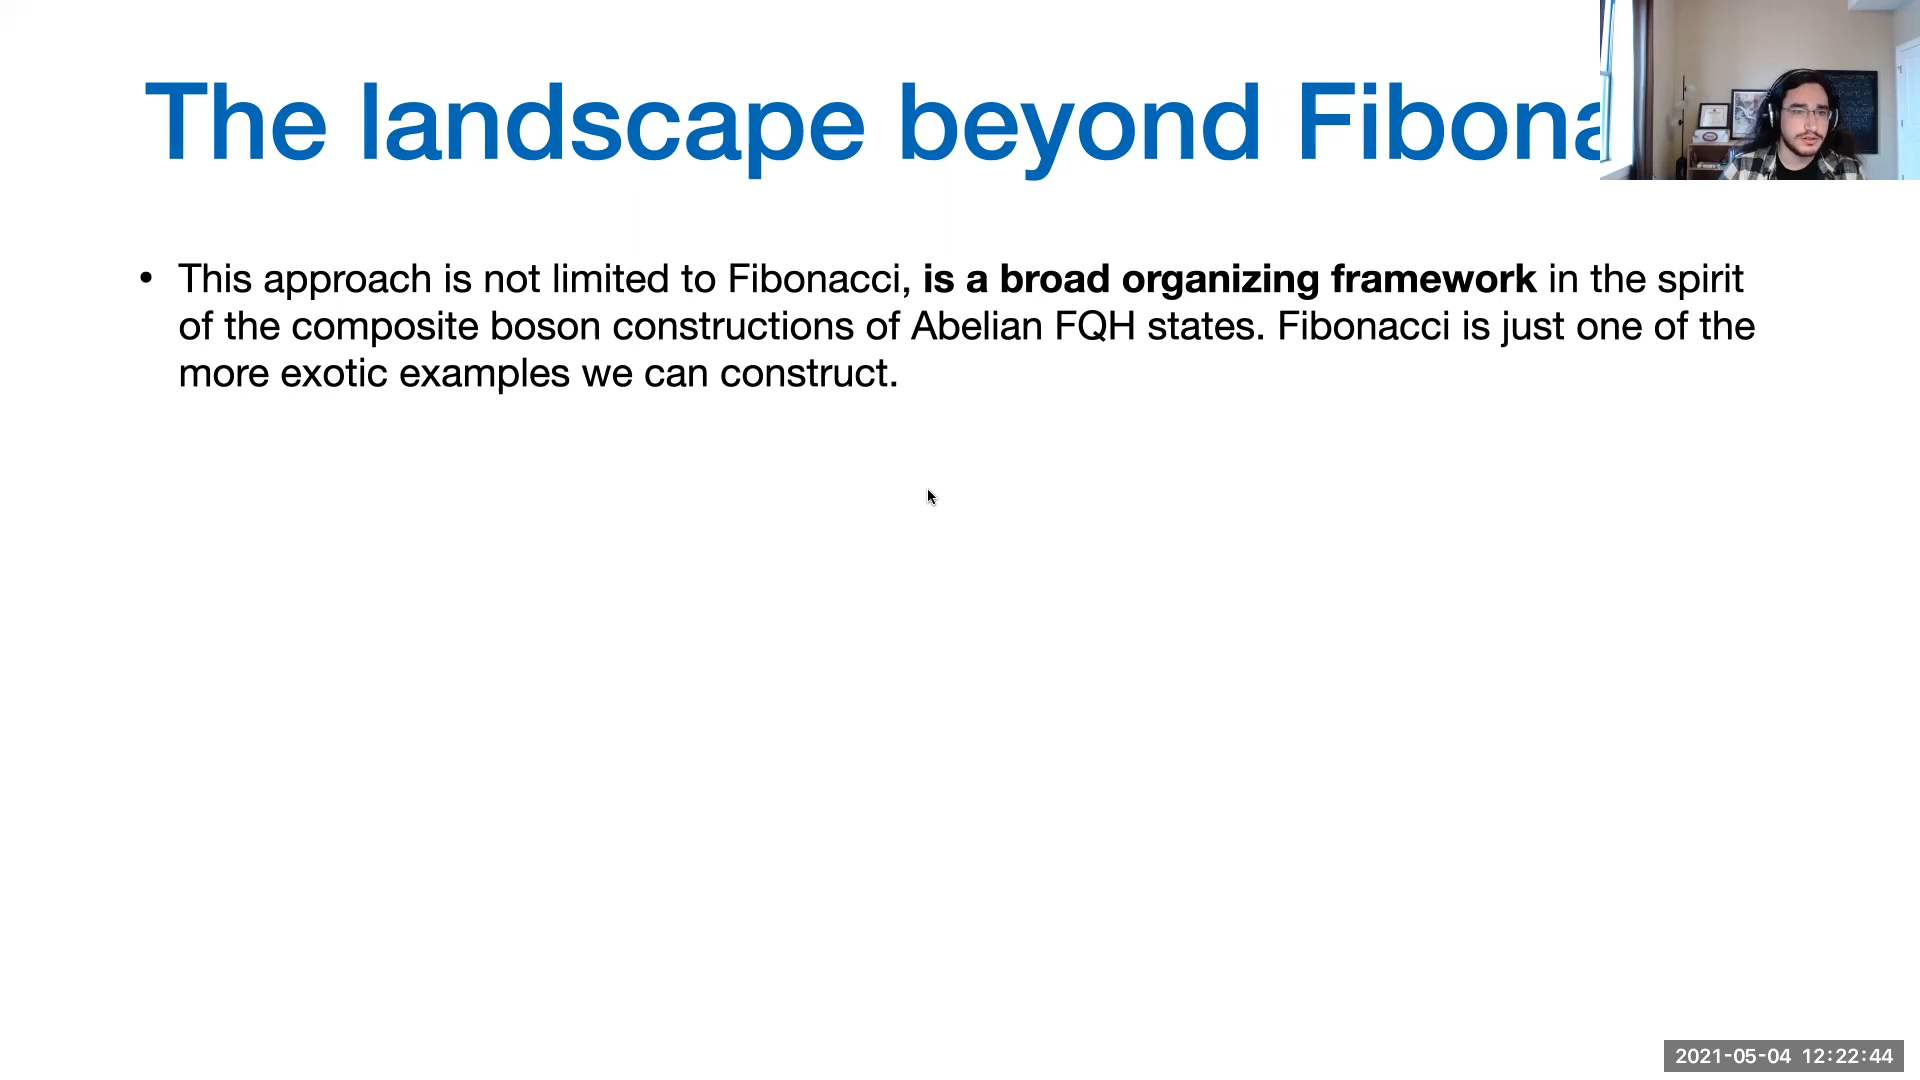 The landscape beyond
• This approach is not limited to Fibonacci, is a broad organizing framework in the spirit
of the composite boson constructions of Abelian FQH states. Fibonacci is just one of the
more exotic examples we can construct.
2021-05-04 12:22:44